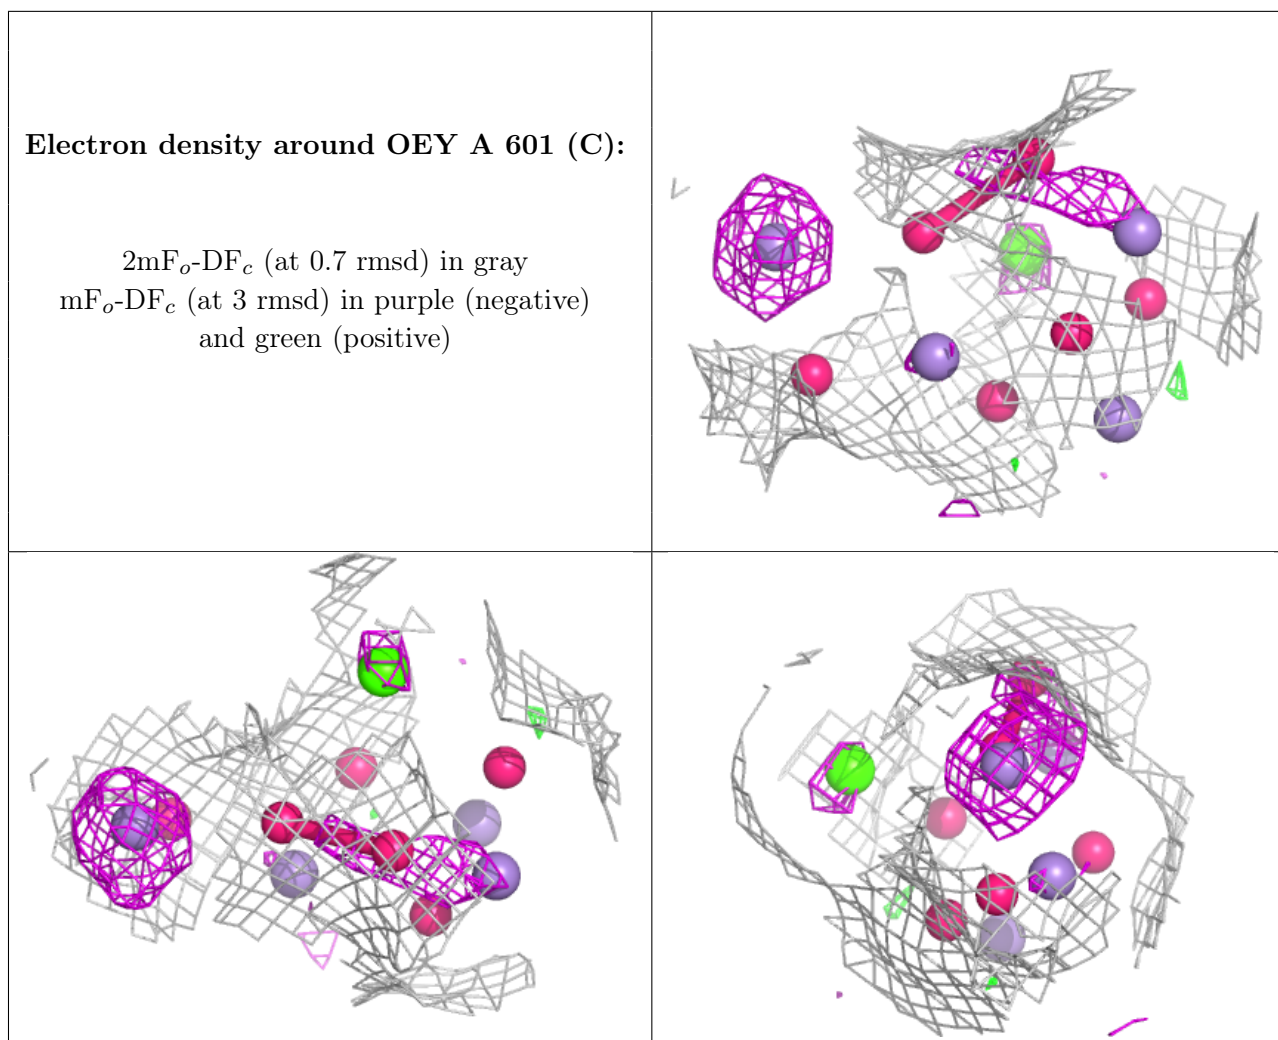 Electron density around OEY A 601 (C):
2mFo-DFc (at 0.7 rmsd) in gray
mFo-DFc (at 3 rmsd) in purple (negative)
and green (positive)